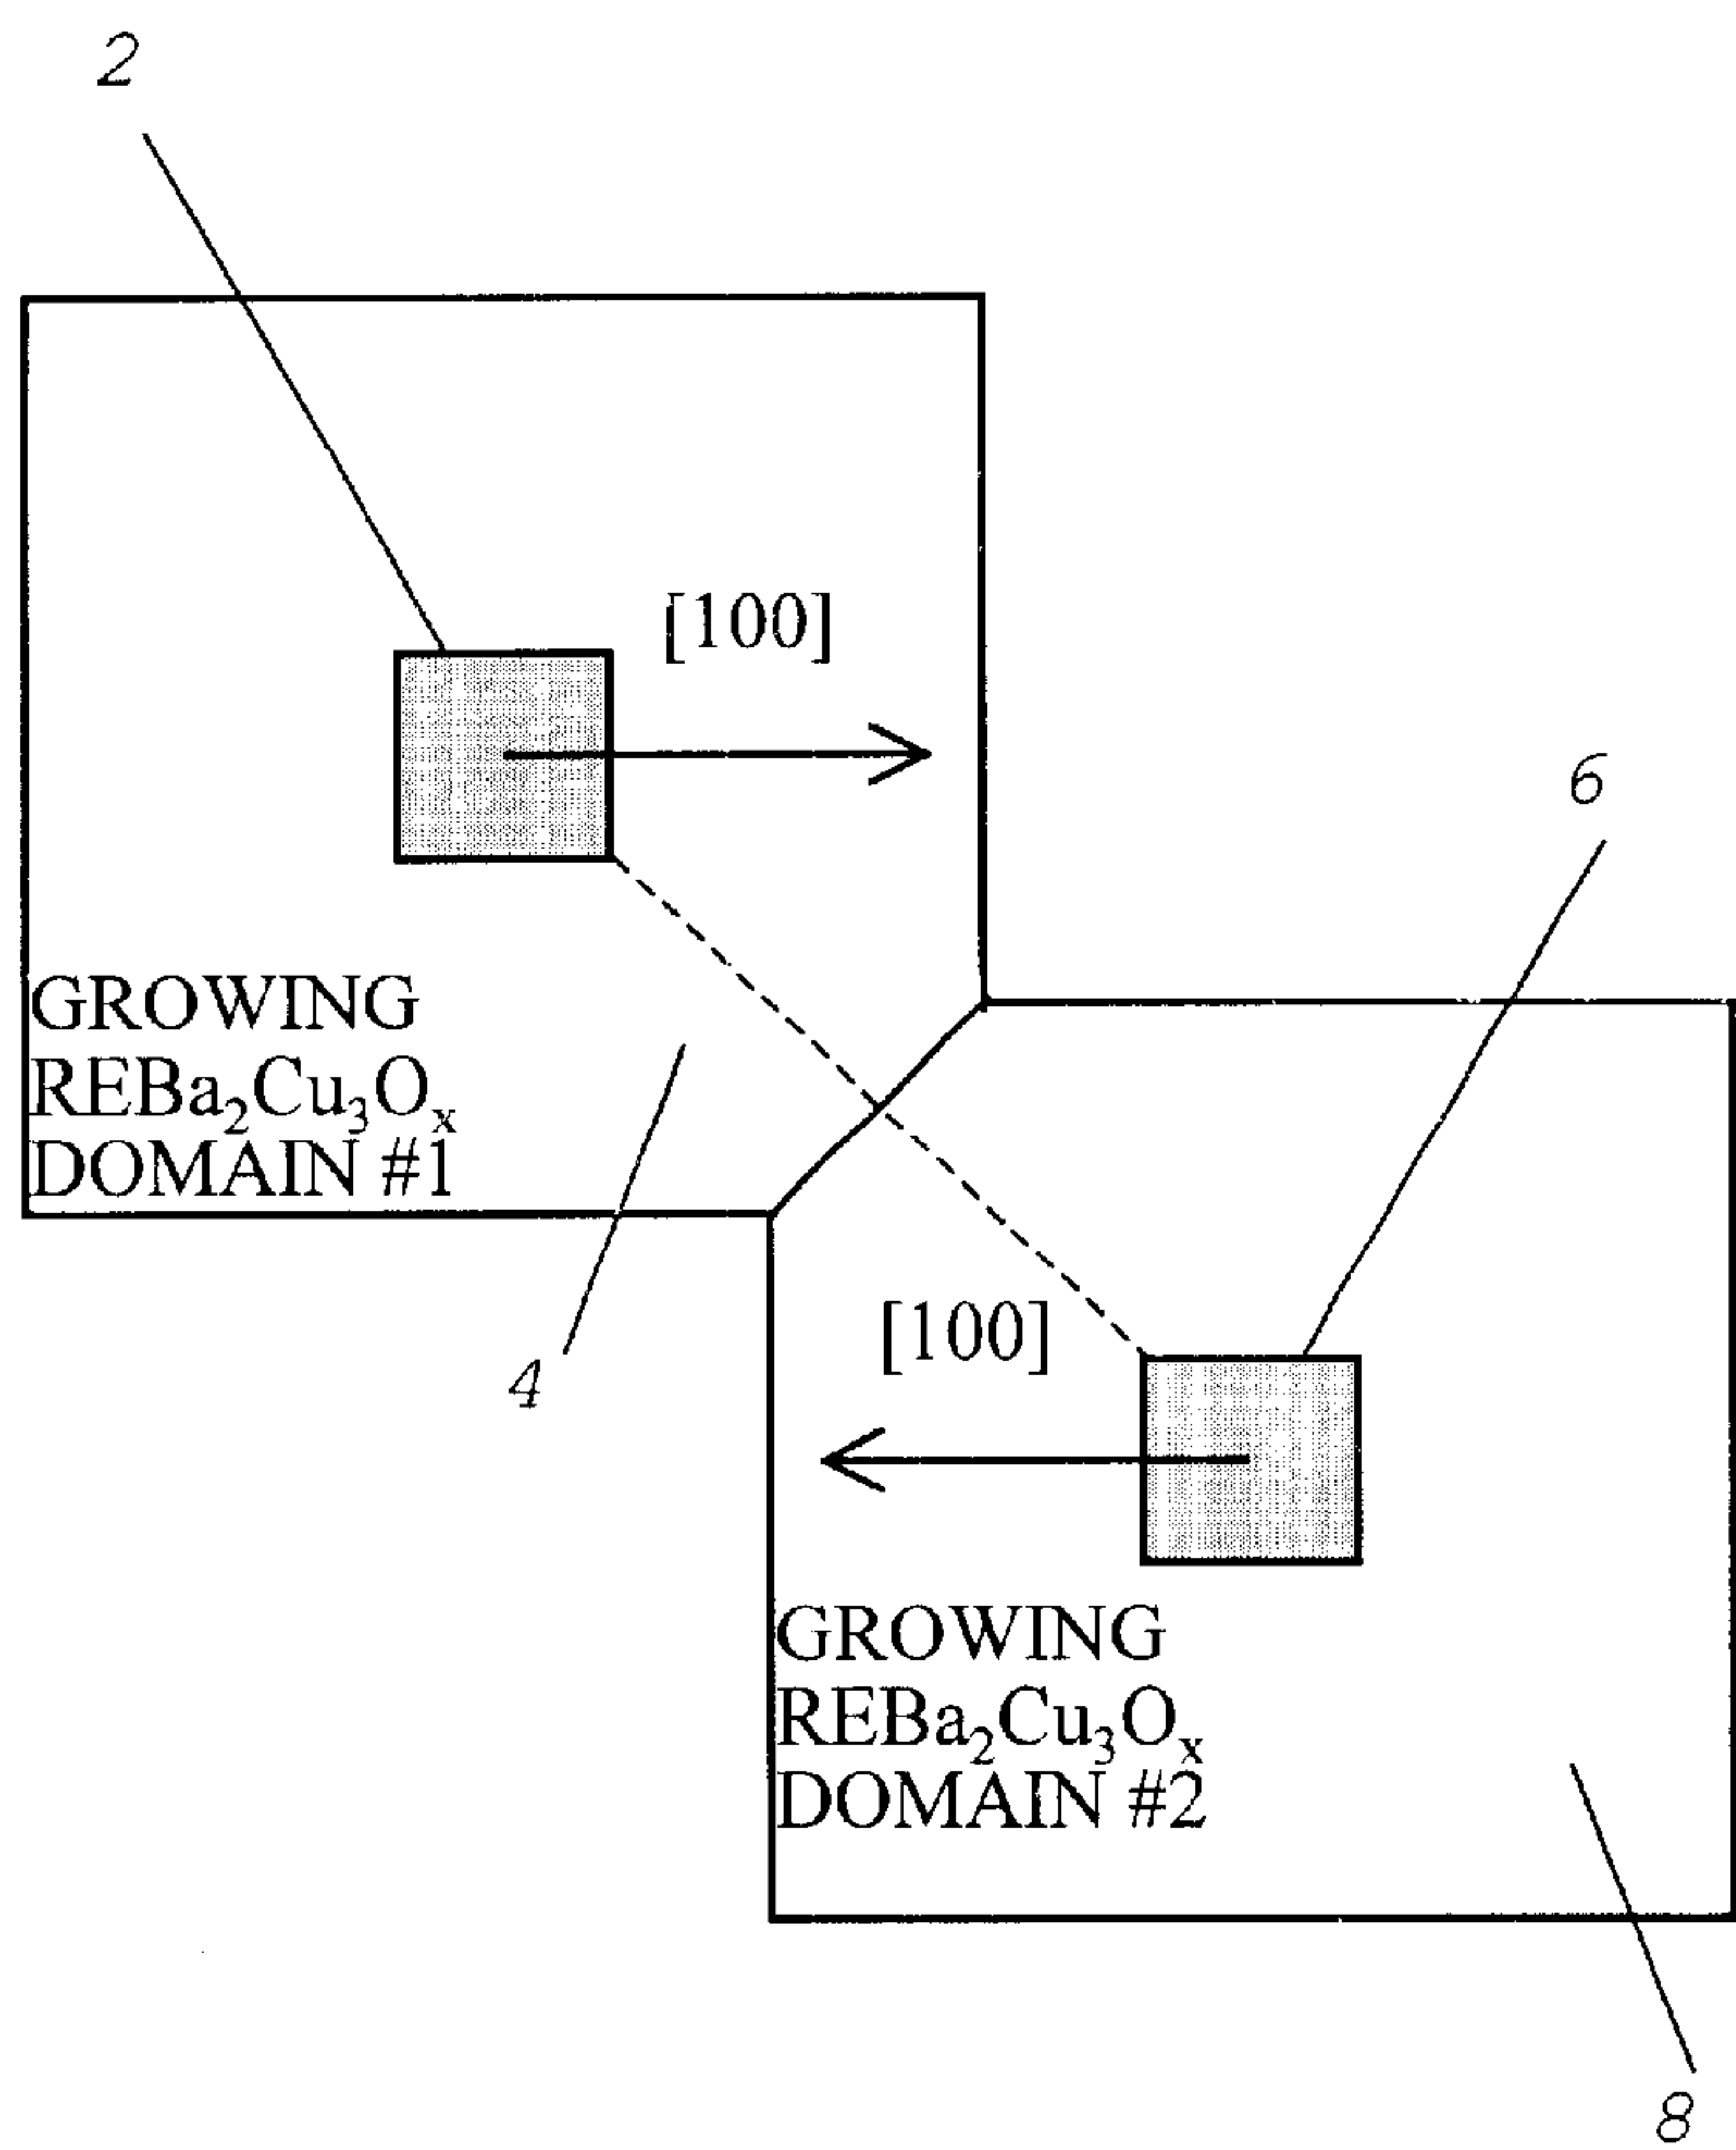 2
[100]
6
GROWING
REBa₂Cu₃Oₓ
DOMAIN #1
[100]
4
GROWING
REBa₂Cu₃Oₓ
DOMAIN #2
8